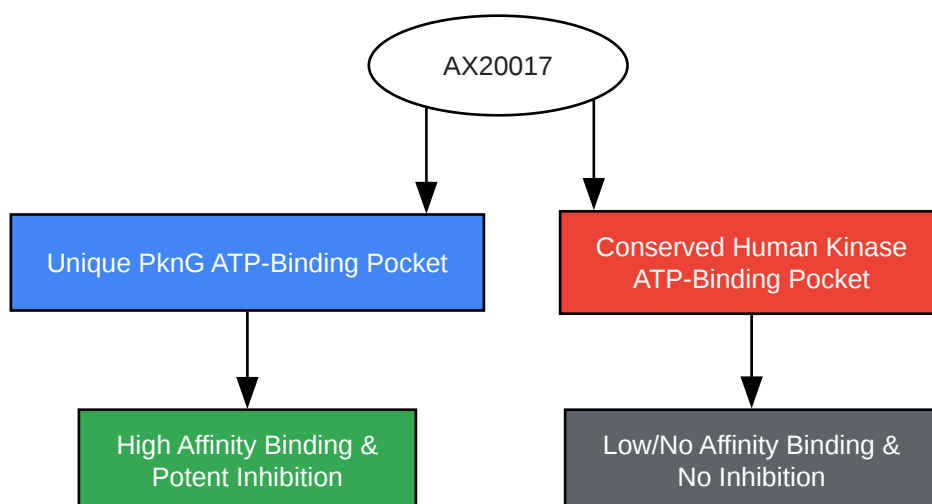 AX20017
Unique PknG ATP-Binding Pocket
Conserved Human Kinase
ATP-Binding Pocket
High Affinity Binding &
Potent Inhibition
Low/No Affinity Binding &
No Inhibition